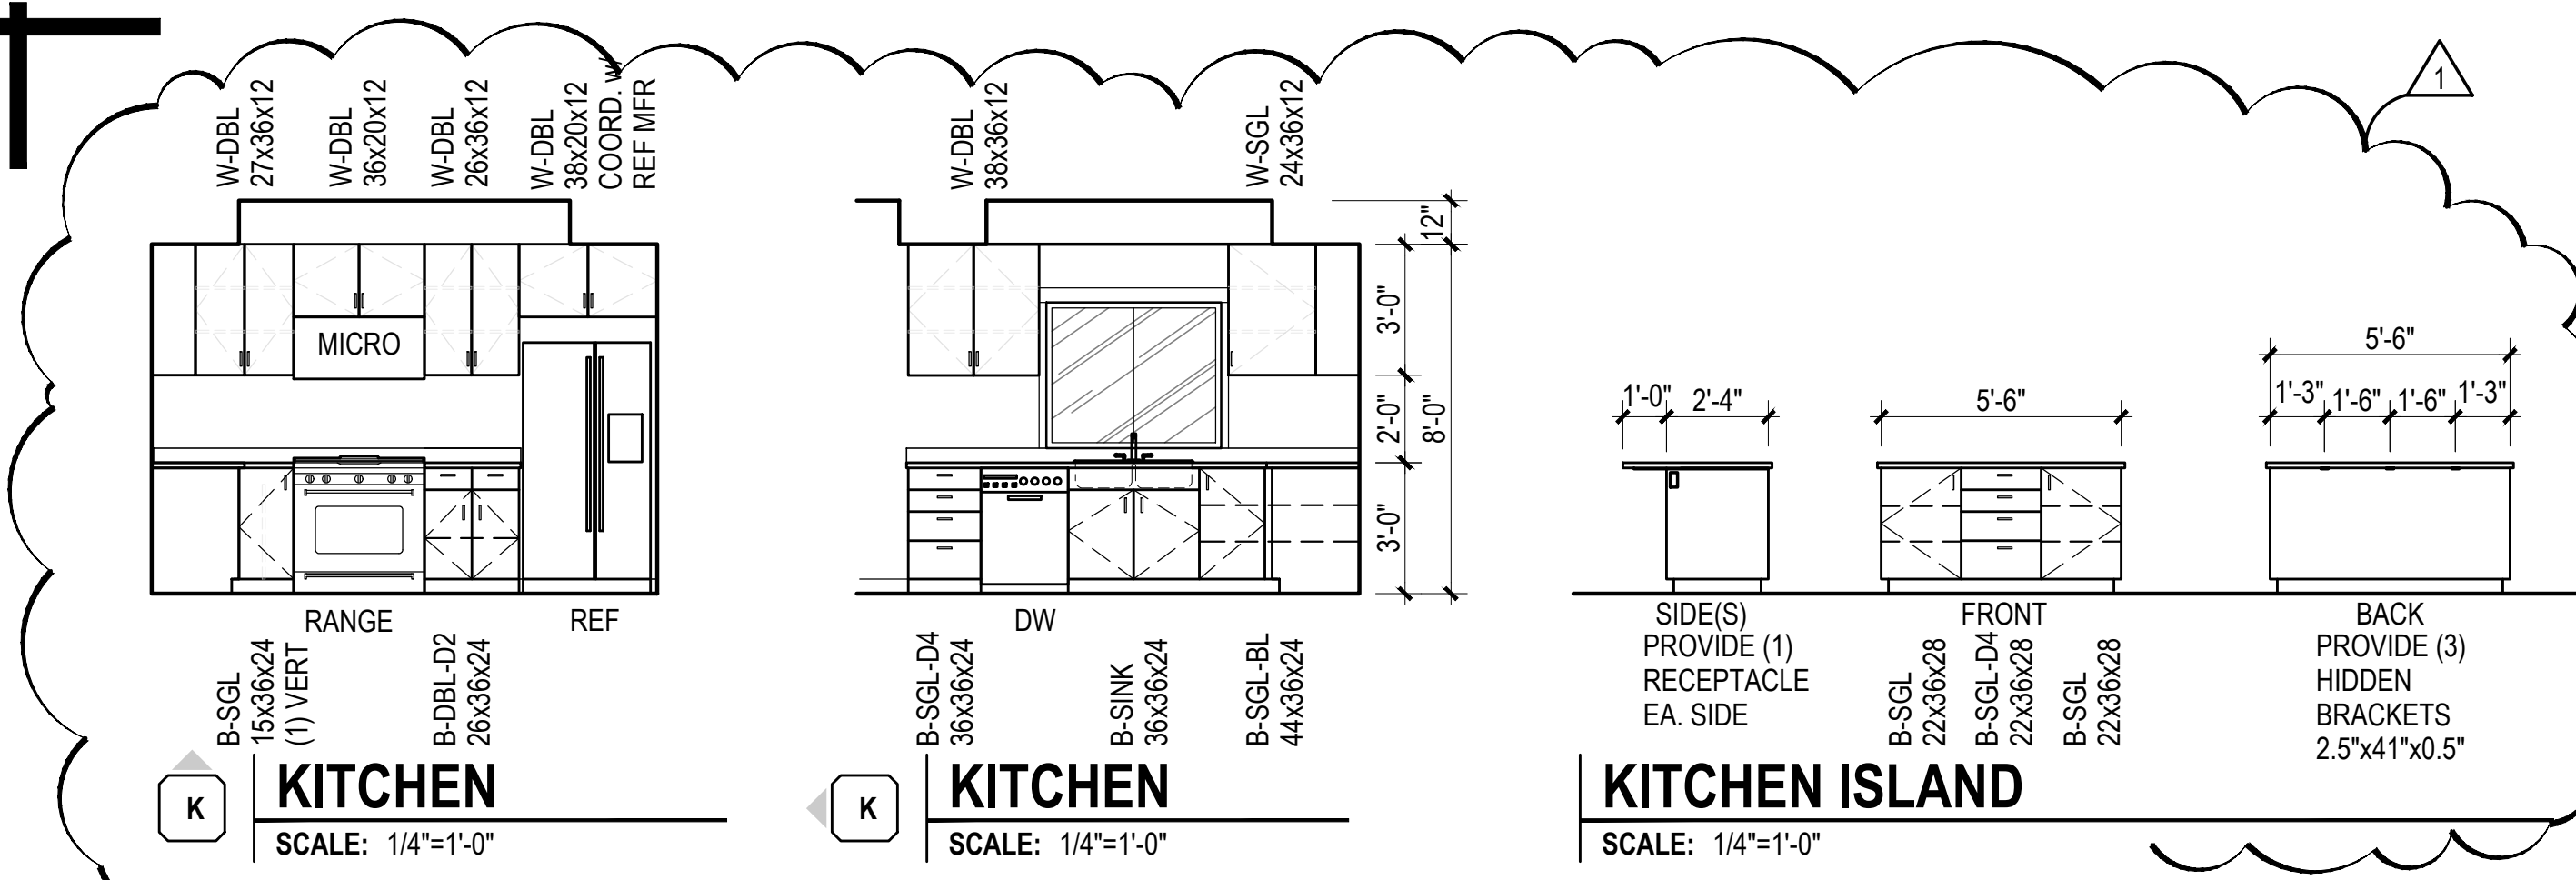 1
W-DBL
27x36x12
W-DBL
36x20x12
W-DBL
26x36x12
W-DBL
38x20x12
COORD. W/
REF MFR
MICRO
RANGE
REF
B-SGL
15x36x24
(1) VERT
B-DBL-D2
26x36x24
K
KITCHEN
SCALE: 1/4"=1'-0"
W-DBL
38x36x12
W-SGL
24x36x12
12"
3'-0"
2'-0"
8'-0"
3'-0"
DW
B-SGL-D4
36x36x24
B-SINK
36x36x24
B-SGL-BL
44x36x24
K
KITCHEN
SCALE: 1/4"=1'-0"
1'-0"
2'-4"
5'-6"
5'-6"
1'-3"
1'-6"
1'-6"
1'-3"
SIDE(S)
PROVIDE (1)
RECEPTACLE
EA. SIDE
FRONT
B-SGL
22x36x28
B-SGL-D4
22x36x28
B-SGL
22x36x28
BACK
PROVIDE (3)
HIDDEN
BRACKETS
2.5"x41"x0.5"
KITCHEN ISLAND
SCALE: 1/4"=1'-0"